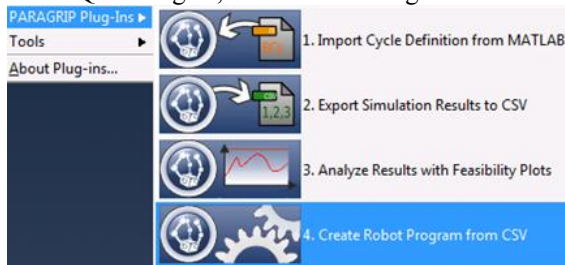 PARAGRIP Plug-Ins
Tools
About Plug-ins...
1. Import Cycle Definition from MATLAB
2. Export Simulation Results to CSV
CSV
1,2,3
3. Analyze Results with Feasibility Plots
4. Create Robot Program from CSV